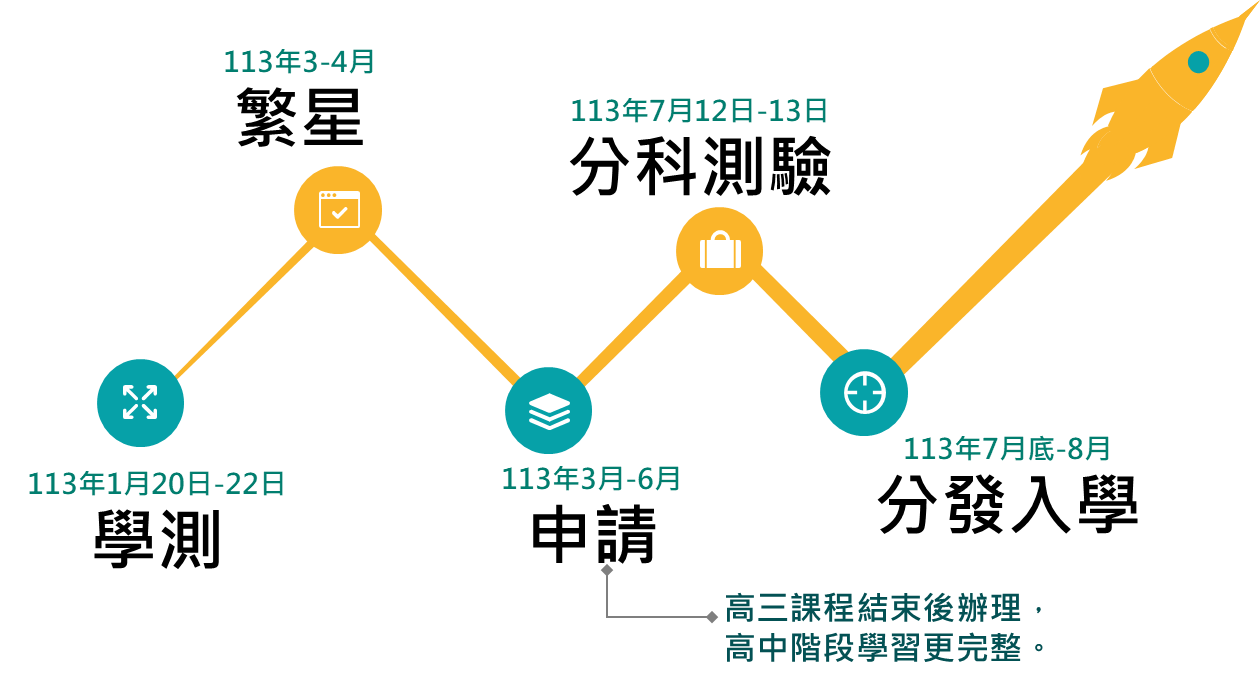 113年3-4月
繁星
113年7月12日-13日
分科測驗
113年1月20日-22日
學測
113年3月-6月
申請
113年7月底-8月
分發入學
高三課程結束後辦理，
高中階段學習更完整。